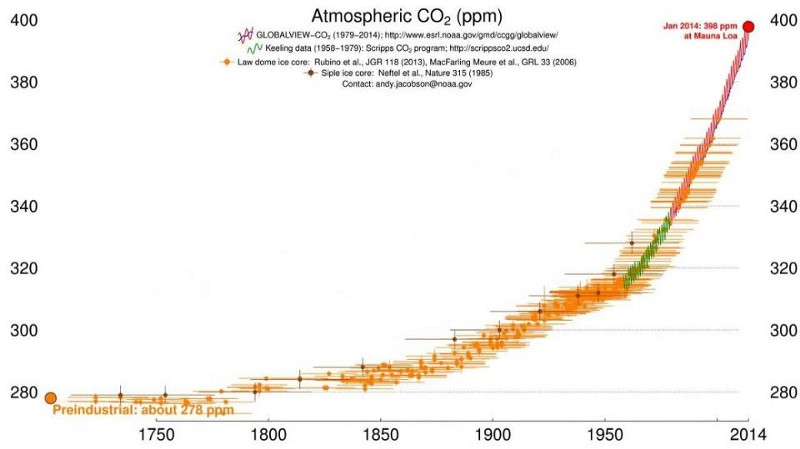 Atmospheric CO₂ (ppm)
GLOBALVIEW−CO₂ (1979−2014); http://www.esrl.noaa.gov/gmd/ccgg/globalview/
Keeling data (1958−1979): Scripps CO₂ program; http://scrippsco2.ucsd.edu/
Law dome ice core: Rubino et al., JGR 118 (2013), MacFarling Meure et al., GRL 33 (2006)
Siple ice core: Neftel et al., Nature 315 (1985)
Contact: andy.jacobson@noaa.gov
Jan 2014: 398 ppm
at Mauna Loa
400 400
380 380
360 360
340 340
320 320
300 300
280 280
Preindustrial: about 278 ppm
1750 1800 1850 1900 1950 2014